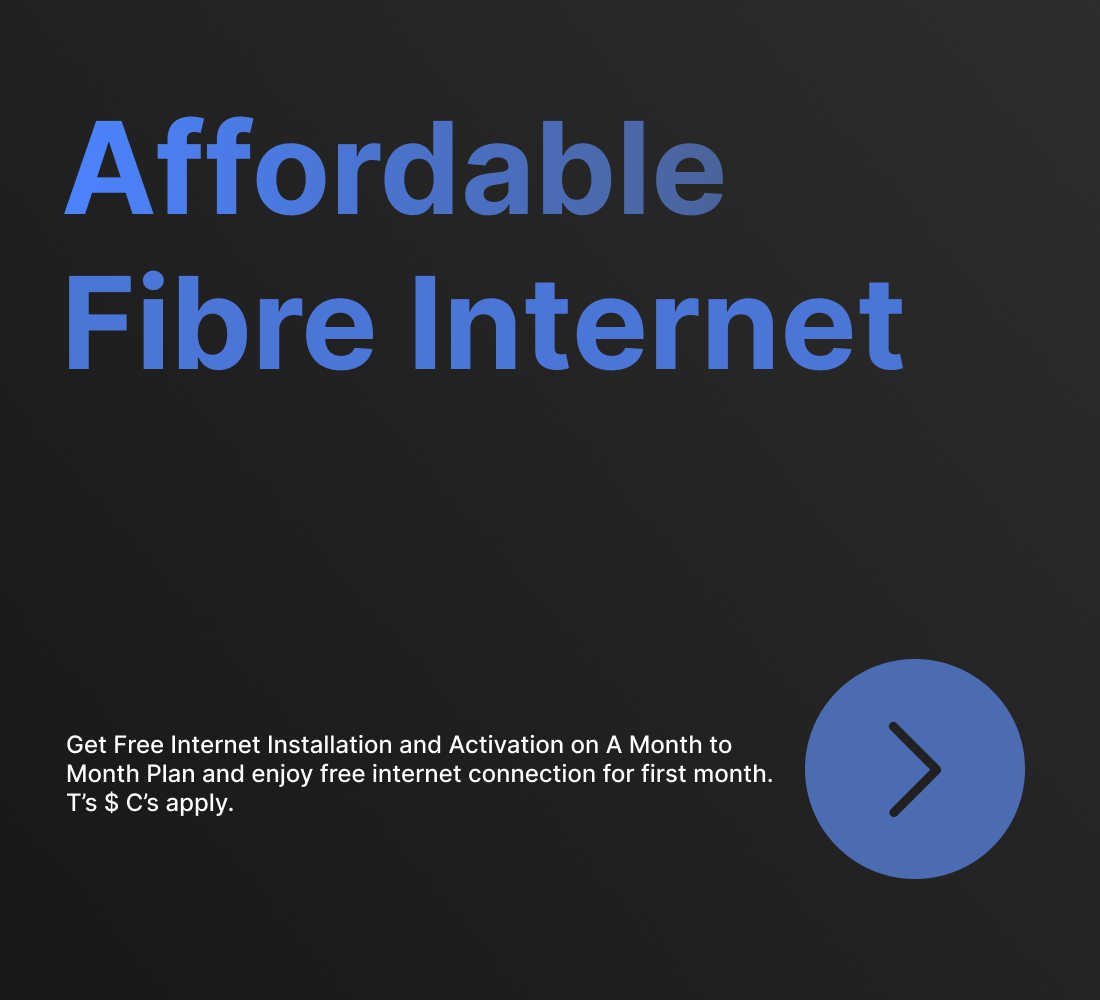 Affordable
Fibre Internet
Get Free Internet Installation and Activation on A Month to
Month Plan and enjoy free internet connection for first month.
T’s $ C’s apply.